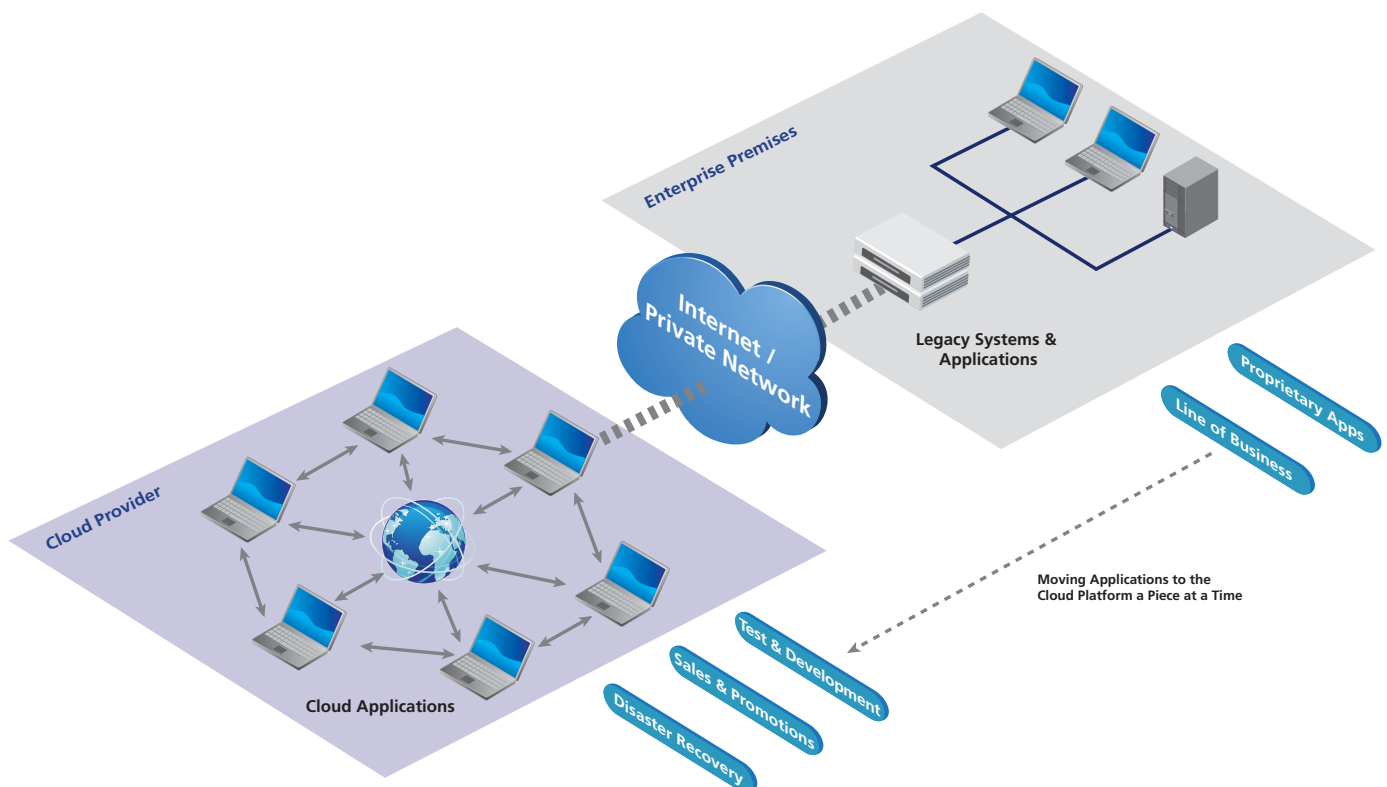 Enterprise Premises
Internet /
Private Network
Legacy Systems &
Applications
Proprietary Apps
Line of Business
Cloud Provider
Moving Applications to the
Cloud Platform a Piece at a Time
Test & Development
Sales & Promotions
Disaster Recovery
Cloud Applications